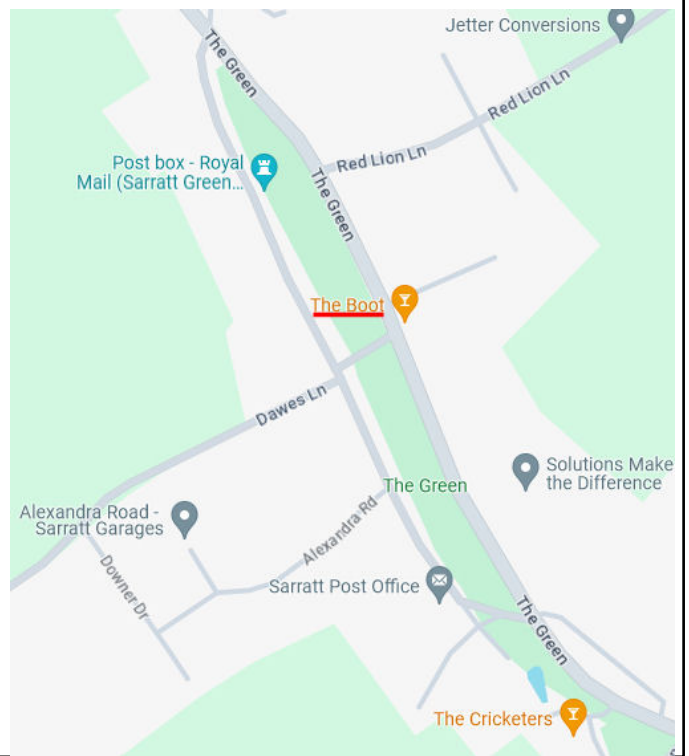 Jetter Conversions
The Green
Red Lion Ln
Red Lion Ln
Post box - Royal
Mail (Sarratt Green...
The Green
The Boot
Dawes Ln
Solutions Make
the Difference
The Green
Alexandra Road -
Sarratt Garages
Alexandra Rd
Downer Dr
Sarratt Post Office
The Green
The Cricketers